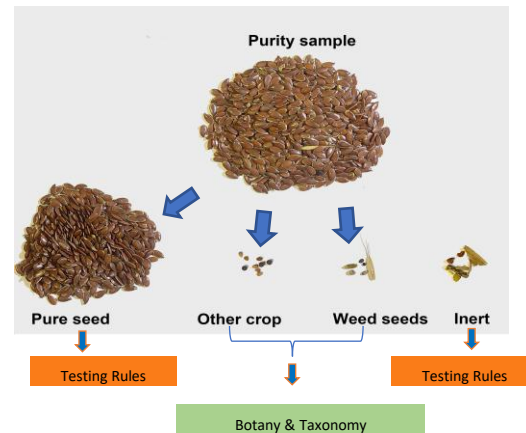 Purity sample
Pure seed
Other crop
Weed seeds
Inert
Testing Rules
Testing Rules
Botany & Taxonomy